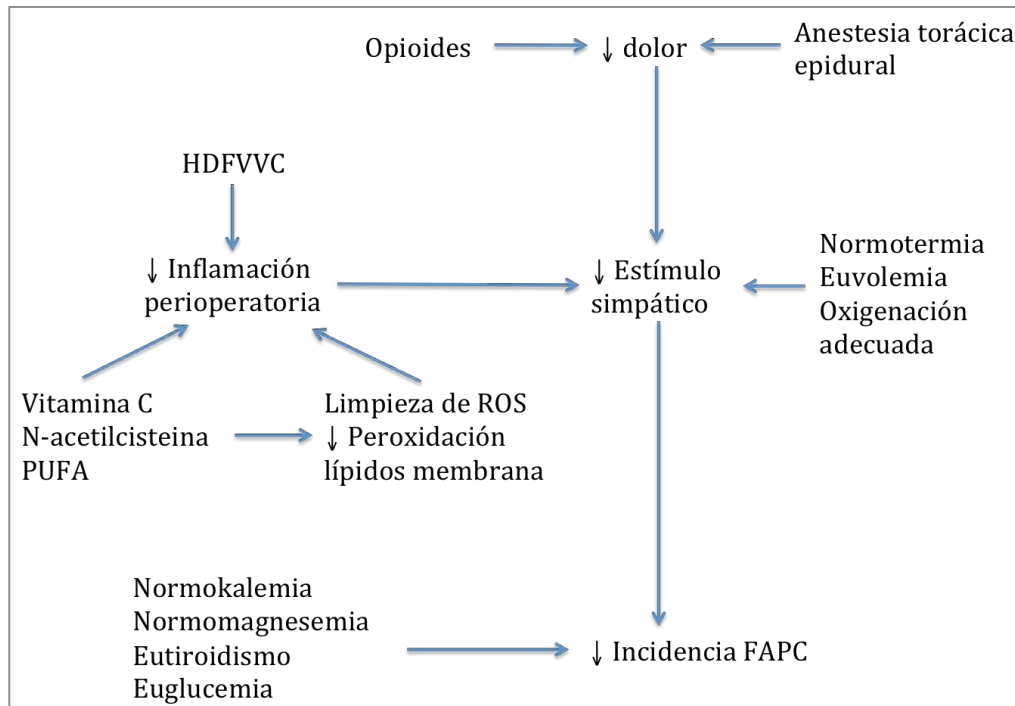 Opioides
↓ dolor
Anestesia torácica
epidural
HDFVVC
↓ Inflamación
perioperatoria
↓ Estímulo
simpático
Normotermia
Euvolemia
Oxigenación
adecuada
Vitamina C
N-acetilcisteina
PUFA
Limpieza de ROS
↓ Peroxidación
lípidos membrana
Normokalemia
Normomagnesemia
Eutiroidismo
Euglucemia
↓ Incidencia FAPC